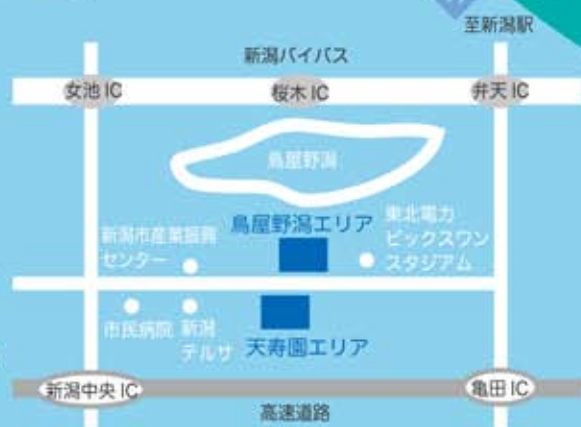 至新潟駅
新潟バイパス
女池 IC
桜木 IC
弁天 IC
鳥屋野潟
鳥屋野潟エリア
東北電力
ビックスワン
スタジアム
新潟市産業振興
センター
市民病院
新潟
テルサ
天寿園エリア
新潟中央 IC
亀田 IC
高速道路